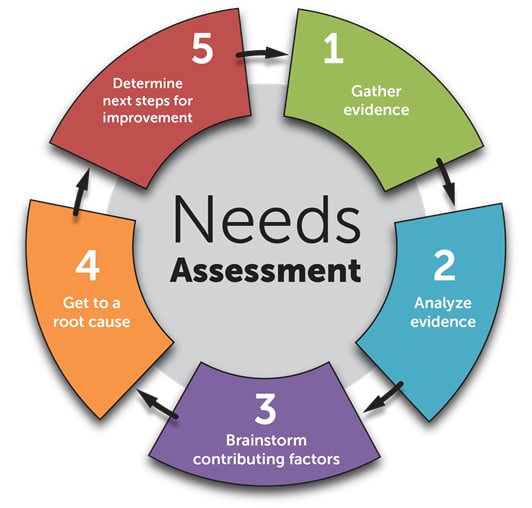 Needs
Assessment
1
Gather
evidence
2
Analyze
evidence
3
Brainstorm
contributing factors
4
Get to a
root cause
5
Determine
next steps for
improvement